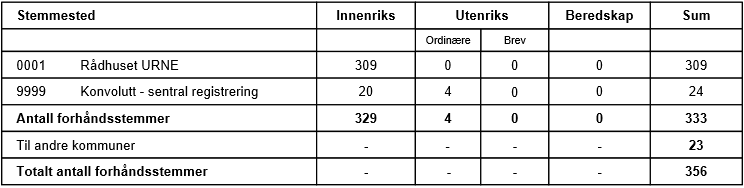 Stemmested Innenriks Utenriks Beredskap Sum
Ordinære Brev
0001 Rådhuset URNE 309 0 0 0 309
9999 Konvolutt - sentral registrering 20 4 0 0 24
Antall forhåndsstemmer 329 4 0 0 333
Til andre kommuner - - - - 23
Totalt antall forhåndsstemmer - - - - 356